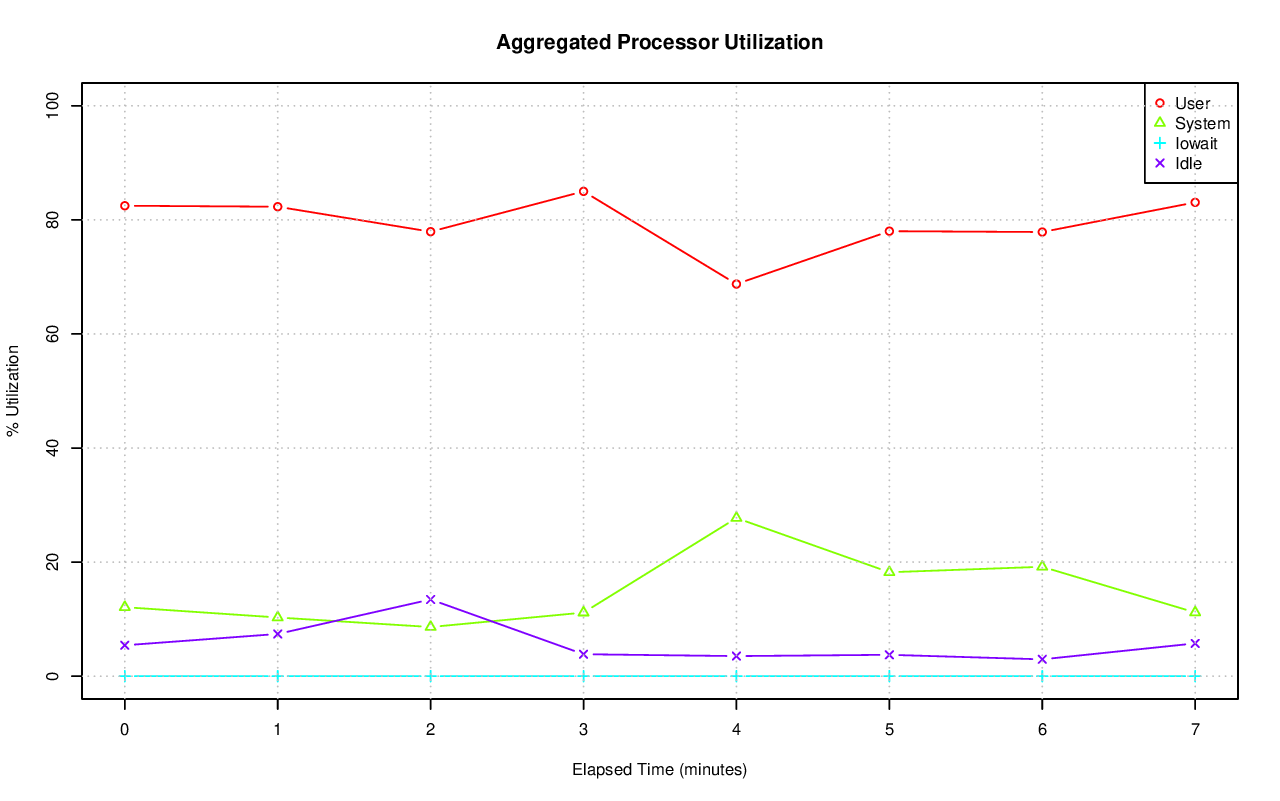 Aggregated Processor Utilization
User
System
Iowait
Idle
100
80
60
40
20
0
% Utilization
0 1 2 3 4 5 6 7
Elapsed Time (minutes)